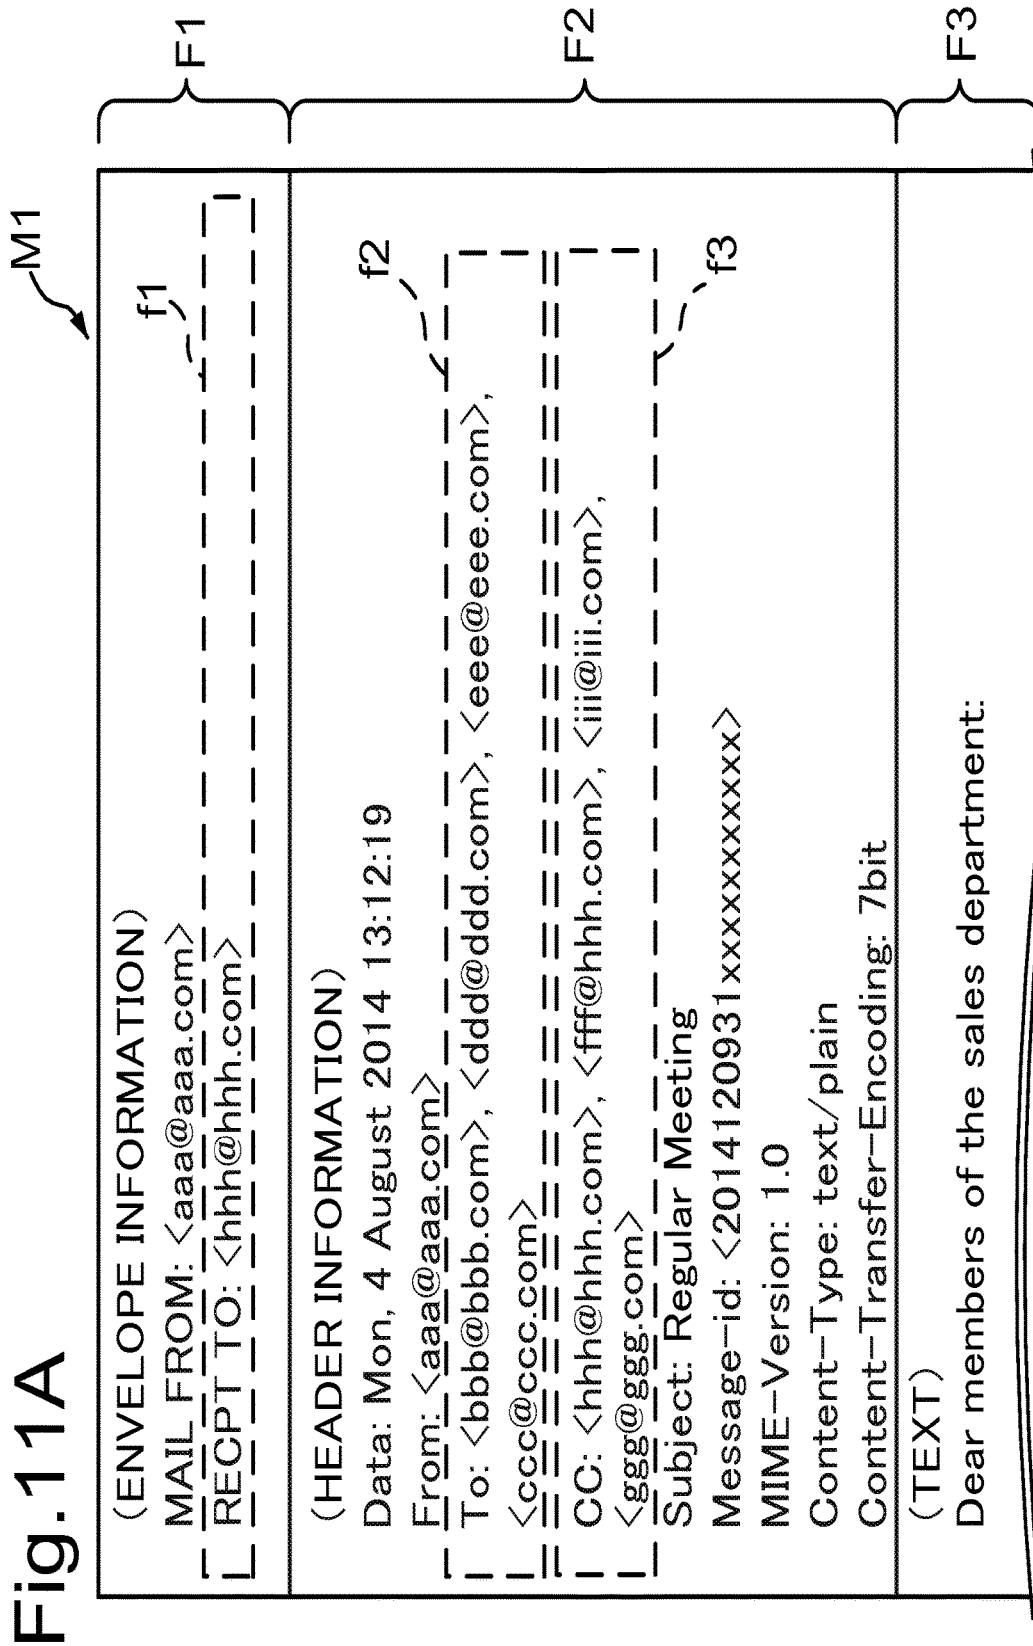 Fig.11A
M1
(ENVELOPE INFORMATION)
MAIL FROM: <aaa@aaa.com>
RECPT TO: <hhh@hhh.com>
f1
F1
(HEADER INFORMATION)
Data: Mon, 4 August 2014 13:12:19
From: <aaa@aaa.com>
f2
To: <bbb@bbb.com>, <ddd@ddd.com>, <eee@eee.com>,
<ccc@ccc.com>
CC: <hhh@hhh.com>, <fff@hhh.com>, <iii@iii.com>,
<ggg@ggg.com>
f3
Subject: Regular Meeting
Message-id: <2014120931xxxxxxxxxxxx>
MIME-Version: 1.0
Content-Type: text/plain
Content-Transfer-Encoding: 7bit
F2
(TEXT)
Dear members of the sales department:
F3